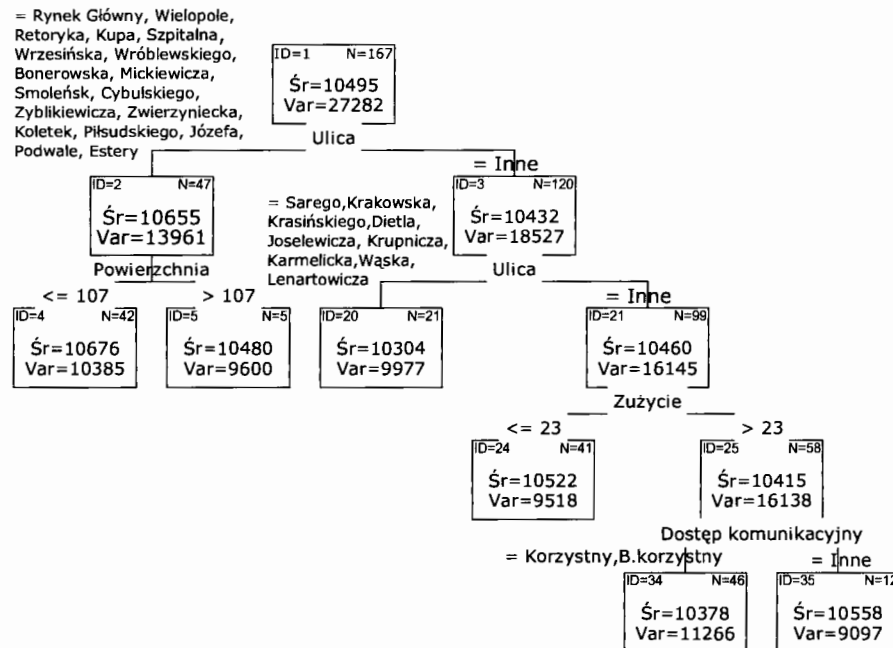 = Rynek Główny, Wielopole,
Retoryka, Kupa, Szpitalna,
Wrzesińska, Wróblewskiego,
Bonerowska, Mickiewicza,
Smoleńsk, Cybulskiego,
Zyblikiewicza, Zwierzyniecka,
Koletek, Piłsudskiego, Józefa,
Podwale, Estery
ID=1 N=167
Śr=10495
Var=27282
Ulica
ID=2 N=47
Śr=10655
Var=13961
Powierzchnia
= Inne
ID=3 N=120
Śr=10432
Var=18527
Ulica
= Sarego,Krakowska,
Krasińskiego,Dietla,
Joselewicza, Krupnicza,
Karmelicka,Wąska,
Lenartowicza
<= 107
ID=4 N=42
Śr=10676
Var=10385
> 107
ID=5 N=5
Śr=10480
Var=9600
ID=20 N=21
Śr=10304
Var=9977
= Inne
ID=21 N=99
Śr=10460
Var=16145
Zużycie
<= 23
ID=24 N=41
Śr=10522
Var=9518
> 23
ID=25 N=58
Śr=10415
Var=16138
Dostęp komunikacyjny
= Korzystny,B.korzystny
ID=34 N=46
Śr=10378
Var=11266
= Inne
ID=35 N=12
Śr=10558
Var=9097